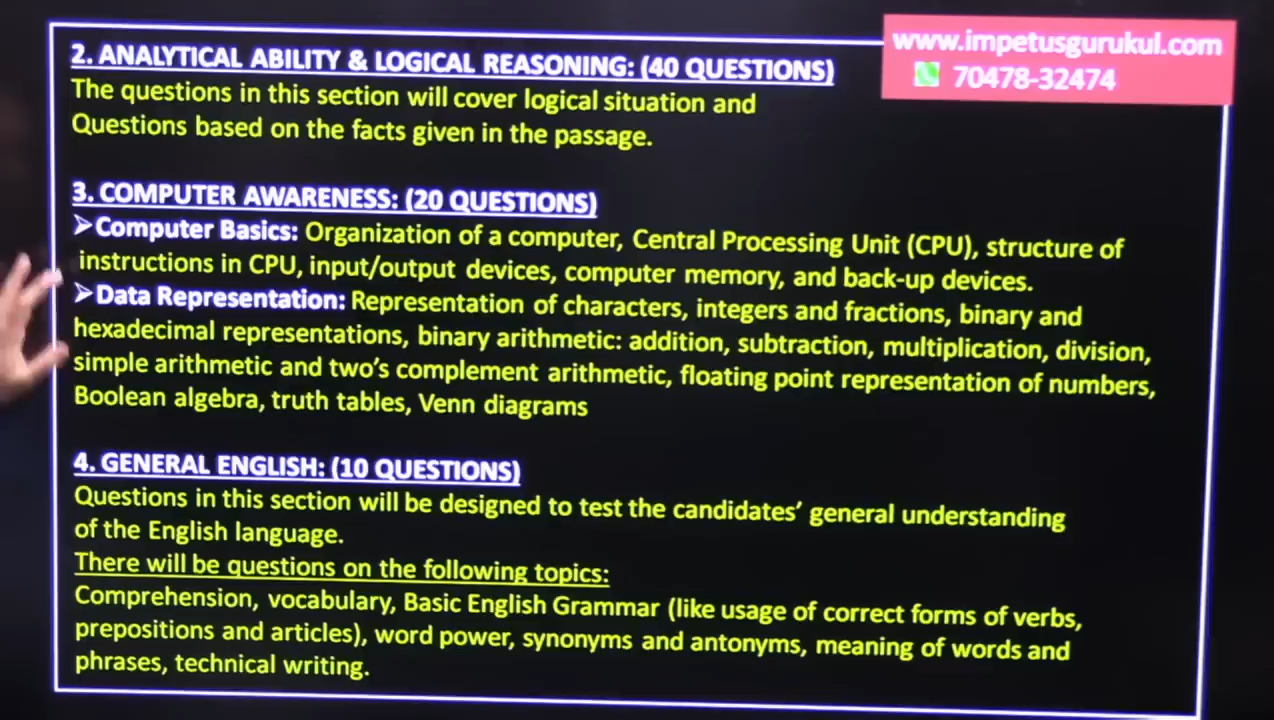 www.impetusgurukul.com
70478-32474
2. ANALYTICAL ABILITY & LOGICAL REASONING: (40 QUESTIONS)
The questions in this section will cover logical situation and
Questions based on the facts given in the passage.
3. COMPUTER AWARENESS: (20 QUESTIONS)
➢Computer Basics: Organization of a computer, Central Processing Unit (CPU), structure of
instructions in CPU, input/output devices, computer memory, and back-up devices.
➢Data Representation: Representation of characters, integers and fractions, binary and
hexadecimal representations, binary arithmetic: addition, subtraction, multiplication, division,
simple arithmetic and two's complement arithmetic, floating point representation of numbers,
Boolean algebra, truth tables, Venn diagrams
4. GENERAL ENGLISH: (10 QUESTIONS)
Questions in this section will be designed to test the candidates' general understanding
of the English language.
There will be questions on the following topics:
Comprehension, vocabulary, Basic English Grammar (like usage of correct forms of verbs,
prepositions and articles), word power, synonyms and antonyms, meaning of words and
phrases, technical writing.